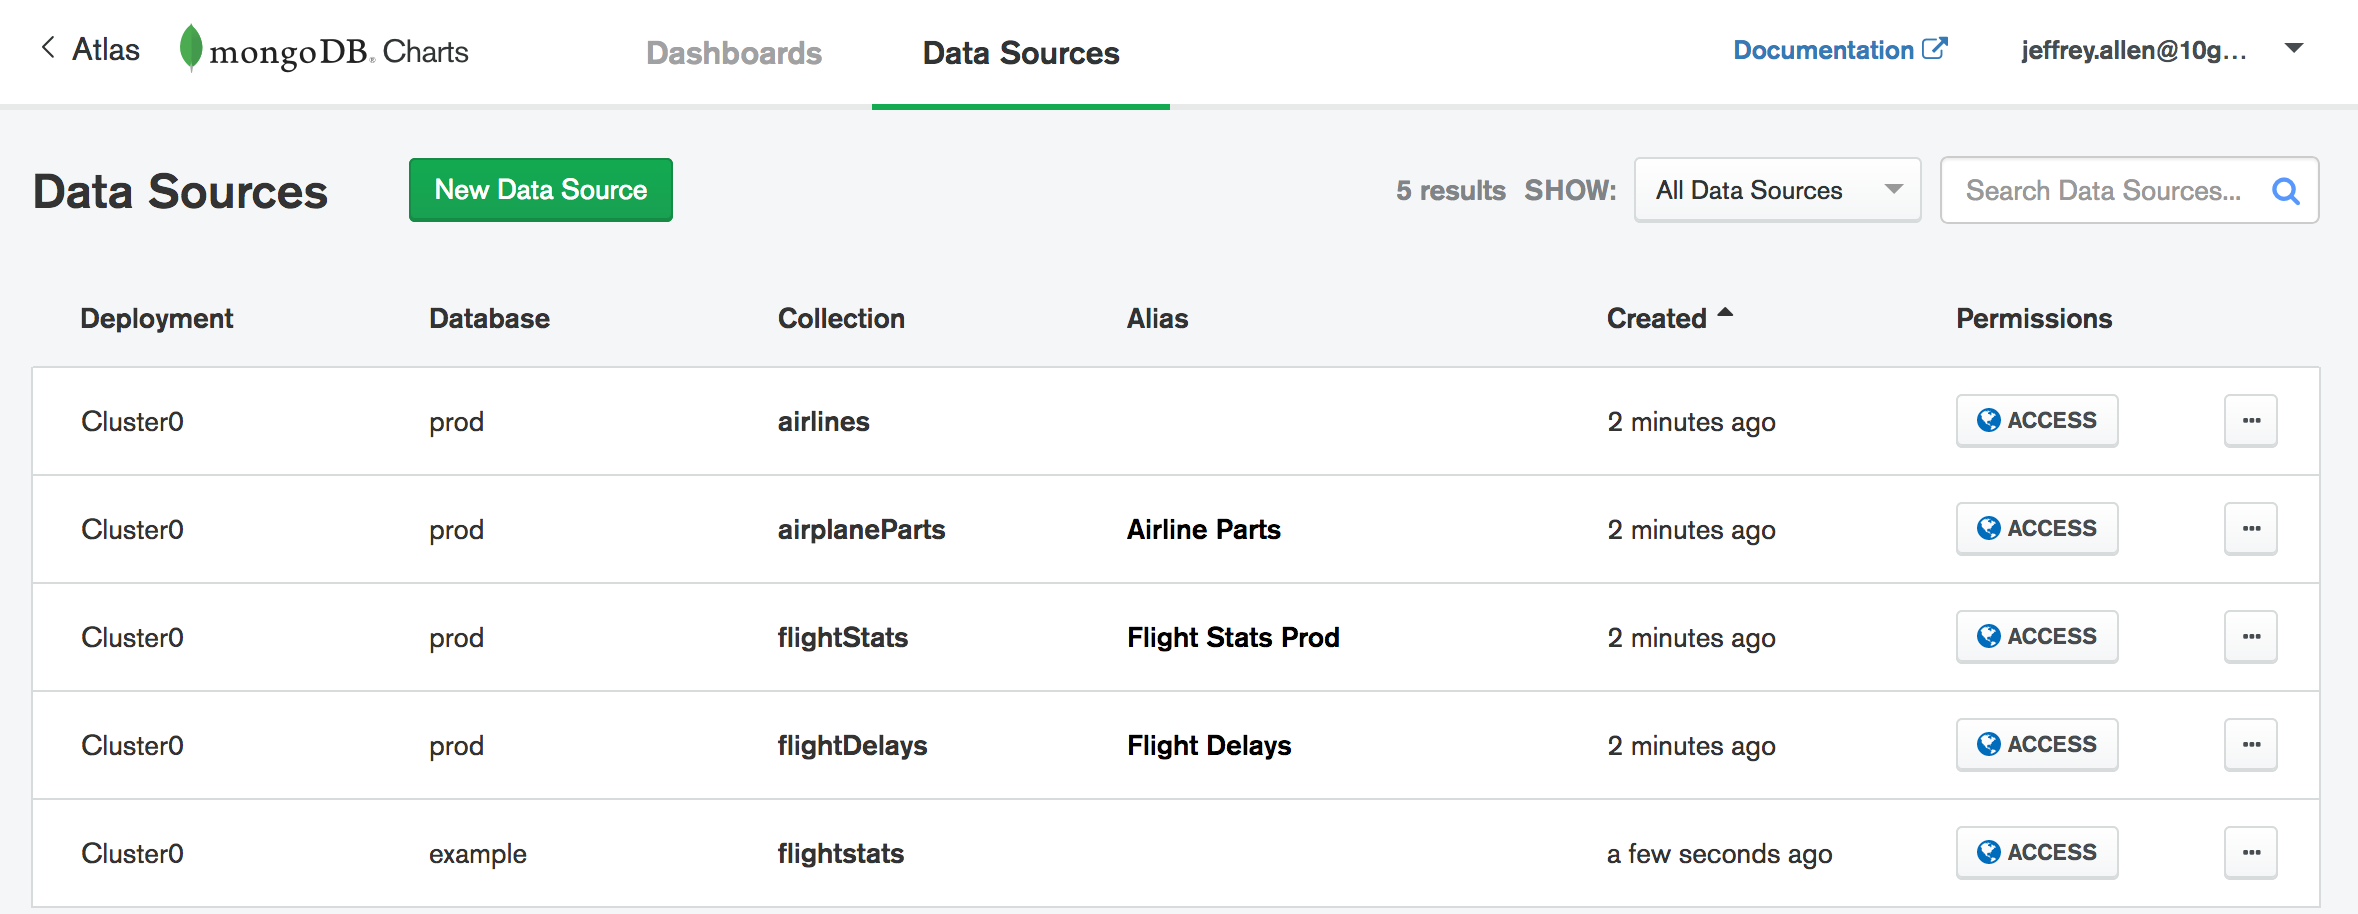 Atlas mongoDB® Charts Dashboards Data Sources Documentation jeffrey.allen@10g...
Data Sources New Data Source 5 results SHOW: All Data Sources Search Data Sources...
Deployment Database Collection Alias Created Permissions
Cluster0 prod airlines 2 minutes ago ACCESS ...
Cluster0 prod airplaneParts Airline Parts 2 minutes ago ACCESS ...
Cluster0 prod flightStats Flight Stats Prod 2 minutes ago ACCESS ...
Cluster0 prod flightDelays Flight Delays 2 minutes ago ACCESS ...
Cluster0 example flightstats a few seconds ago ACCESS ...